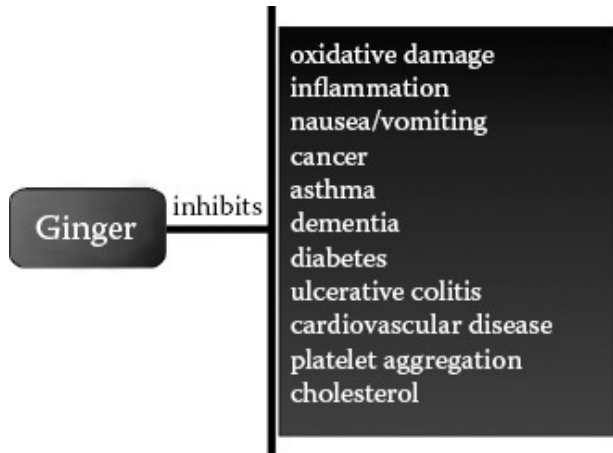 Ginger
inhibits
oxidative damage
inflammation
nausea/vomiting
cancer
asthma
dementia
diabetes
ulcerative colitis
cardiovascular disease
platelet aggregation
cholesterol